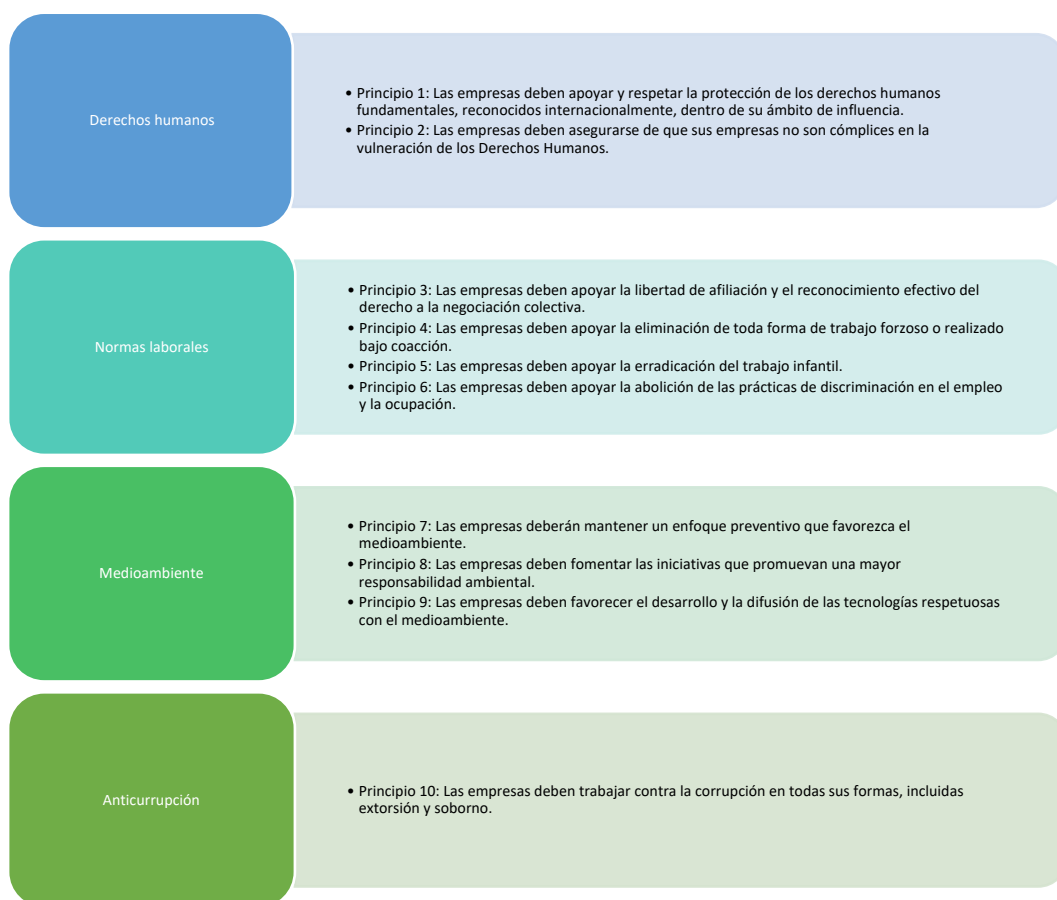 Derechos humanos
• Principio 1: Las empresas deben apoyar y respetar la protección de los derechos humanos
fundamentales, reconocidos internacionalmente, dentro de su ámbito de influencia.
• Principio 2: Las empresas deben asegurarse de que sus empresas no son cómplices en la
vulneración de los Derechos Humanos.
Normas laborales
• Principio 3: Las empresas deben apoyar la libertad de afiliación y el reconocimiento efectivo del
derecho a la negociación colectiva.
• Principio 4: Las empresas deben apoyar la eliminación de toda forma de trabajo forzoso o realizado
bajo coacción.
• Principio 5: Las empresas deben apoyar la erradicación del trabajo infantil.
• Principio 6: Las empresas deben apoyar la abolición de las prácticas de discriminación en el empleo
y la ocupación.
Medioambiente
• Principio 7: Las empresas deberán mantener un enfoque preventivo que favorezca el
medioambiente.
• Principio 8: Las empresas deben fomentar las iniciativas que promuevan una mayor
responsabilidad ambiental.
• Principio 9: Las empresas deben favorecer el desarrollo y la difusión de las tecnologías respetuosas
con el medioambiente.
Anticurrupción
• Principio 10: Las empresas deben trabajar contra la corrupción en todas sus formas, incluidas
extorsión y soborno.